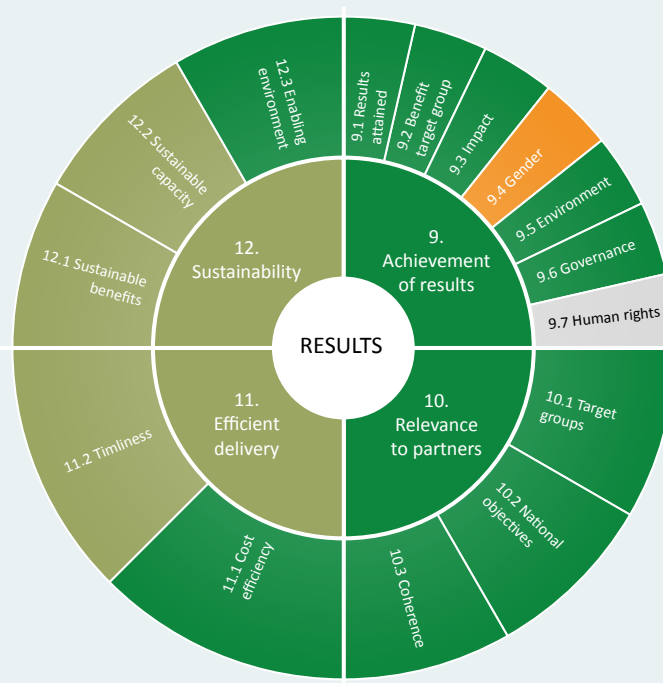 RESULTS
9.
Achievement
of results
9.1 Results
attained
9.2 Benefit
target group
9.3 Impact
9.4 Gender
9.5 Environment
9.6 Governance
9.7 Human rights
10.
Relevance
to partners
10.1 Target
groups
10.2 National
objectives
10.3 Coherence
11.
Efficient
delivery
11.1 Cost
efficiency
11.2 Timliness
12.
Sustainability
12.1 Sustainable
benefits
12.2 Sustainable
capacity
12.3 Enabling
environment